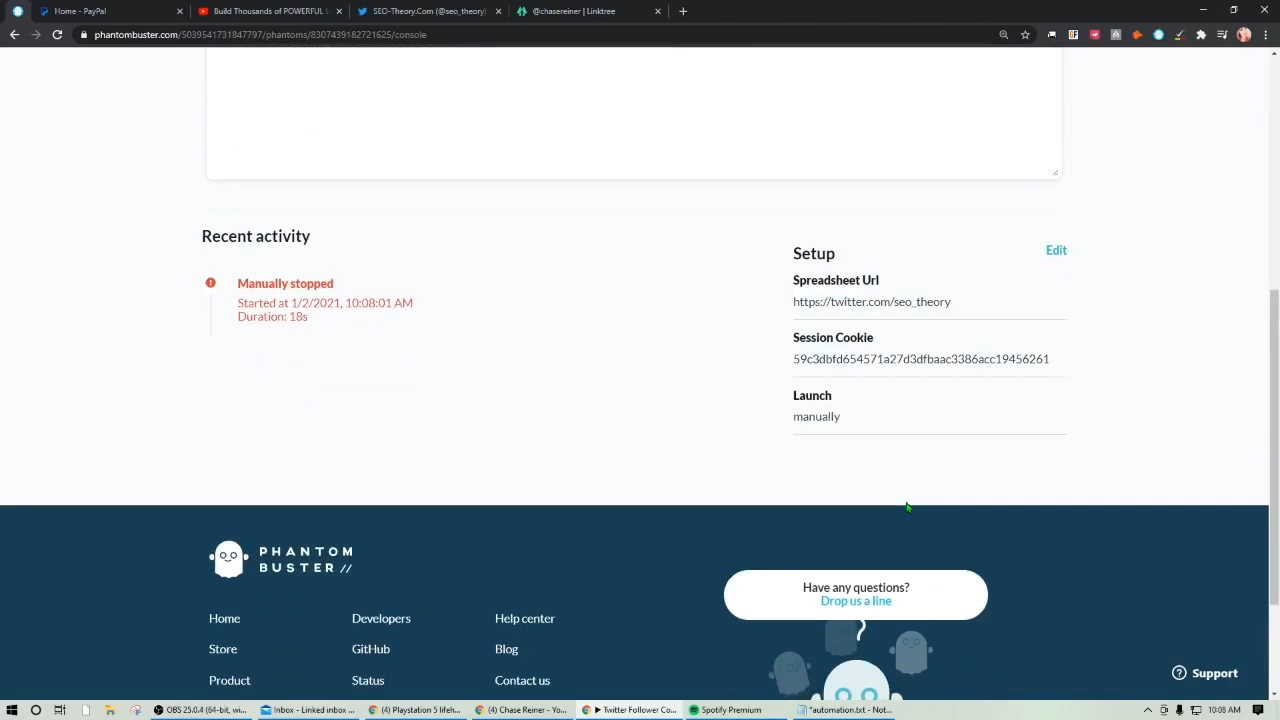 Home - PayPal
Build Thousands of POWERFUL L
SEO-Theory.Com (@seo_theory)
@chasereiner | Linktree
phantombuster.com/5039541731847797/phantoms/8307439182721625/console
Recent activity
Manually stopped
Started at 1/2/2021, 10:08:01 AM
Duration: 18s
Setup
Edit
Spreadsheet Url
https://twitter.com/seo_theory
Session Cookie
59c3dbfd654571a27d3dfbaac3386acc19456261
Launch
manually
PHANTOM
BUSTER //
Have any questions?
Drop us a line
Home
Developers
Help center
Store
GitHub
Blog
Product
Status
Contact us
Support
OBS 25.0.4 (64-bit, wi...
Inbox - Linked inbox ...
Playstation 5 lifeh...
Chase Reiner - Yo...
Twitter Follower Co...
Spotify Premium
*automation.txt - Not...
10:08 AM